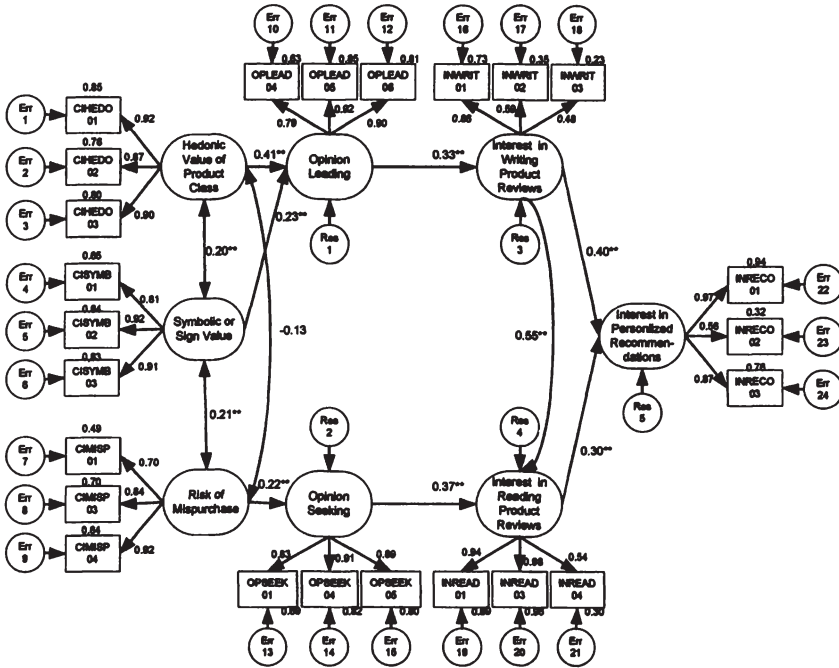 Err
10
Err
11
Err
12
Err
16
Err
17
Err
18
0.83
0.85
0.81
0.73
0.35
0.23
OPLEAD
04
OPLEAD
05
OPLEAD
06
INWRIT
01
INWRIT
02
INWRIT
03
0.79
0.92
0.90
0.85
0.59
0.48
0.85
Err
1
CIHEDO
01
0.92
0.76
Err
2
CIHEDO
02
0.87
0.80
Err
3
CIHEDO
03
0.90
Hedonic
Value of
Product
Class
0.41**
Opinion
Leading
0.33**
Interest in
Writing
Product
Reviews
0.23**
Res
1
Res
3
0.20**
0.40**
0.65
Err
4
CISYMB
01
0.81
0.84
Err
5
CISYMB
02
0.92
0.83
Err
6
CISYMB
03
0.91
Symbolic or
Sign Value
-0.13
0.55**
Interest in
Personlized
Recommen-
dations
Res
5
0.94
INRECO
01
Err
22
0.97
0.32
INRECO
02
Err
23
0.56
0.76
INRECO
03
Err
24
0.87
0.21**
Res
2
Res
4
0.30**
0.49
Err
7
CIMISP
01
0.70
0.70
Err
8
CIMISP
03
0.84
0.84
Err
9
CIMISP
04
0.92
Risk of
Mispurchase
0.22**
Opinion
Seeking
0.37**
Interest in
Reading
Product
Reviews
0.83
0.91
0.89
0.94
0.98
0.54
OPSEEK
01
OPSEEK
04
OPSEEK
05
INREAD
01
INREAD
03
INREAD
04
0.69
0.82
0.80
0.89
0.95
0.30
Err
13
Err
14
Err
15
Err
19
Err
20
Err
21